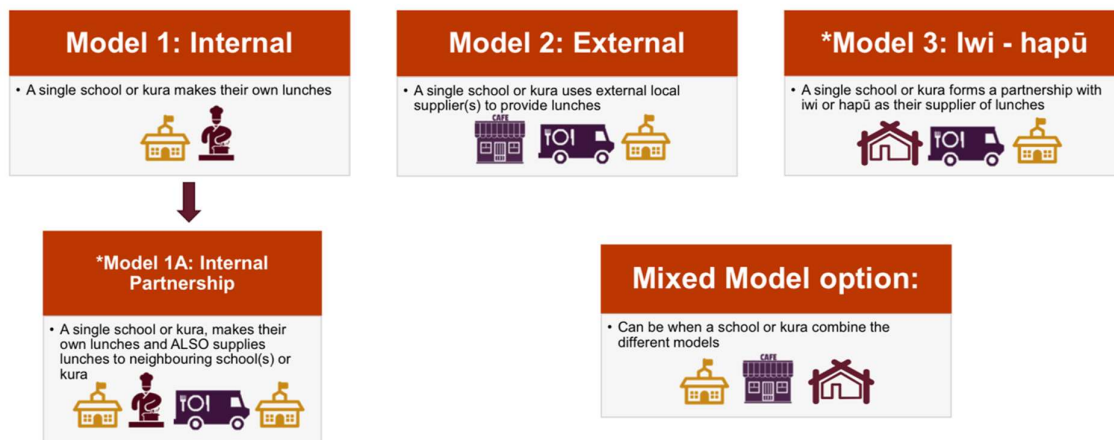 Model 1: Internal
• A single school or kura makes their own lunches
Model 2: External
• A single school or kura uses external local
supplier(s) to provide lunches
CAFE
*Model 3: Iwi - hapū
• A single school or kura forms a partnership with
iwi or hapū as their supplier of lunches
*Model 1A: Internal
Partnership
• A single school or kura, makes their
own lunches and ALSO supplies
lunches to neighbouring school(s) or
kura
Mixed Model option:
• Can be when a school or kura combine the
different models
CAFE